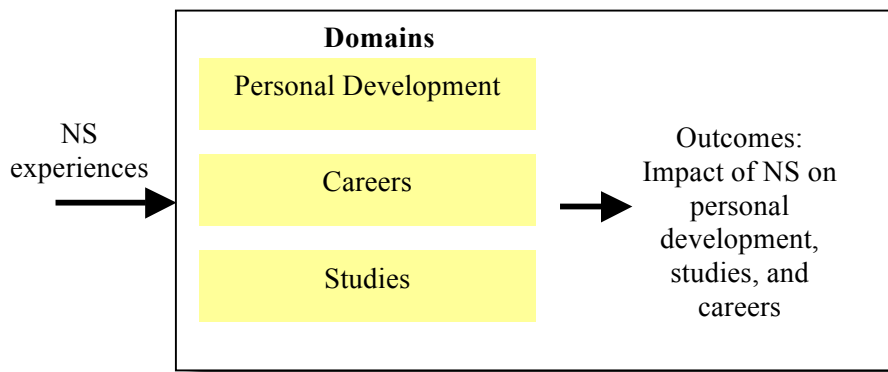 Domains
Personal Development
NS
experiences
Careers
Studies
Outcomes:
Impact of NS on
personal
development,
studies, and
careers